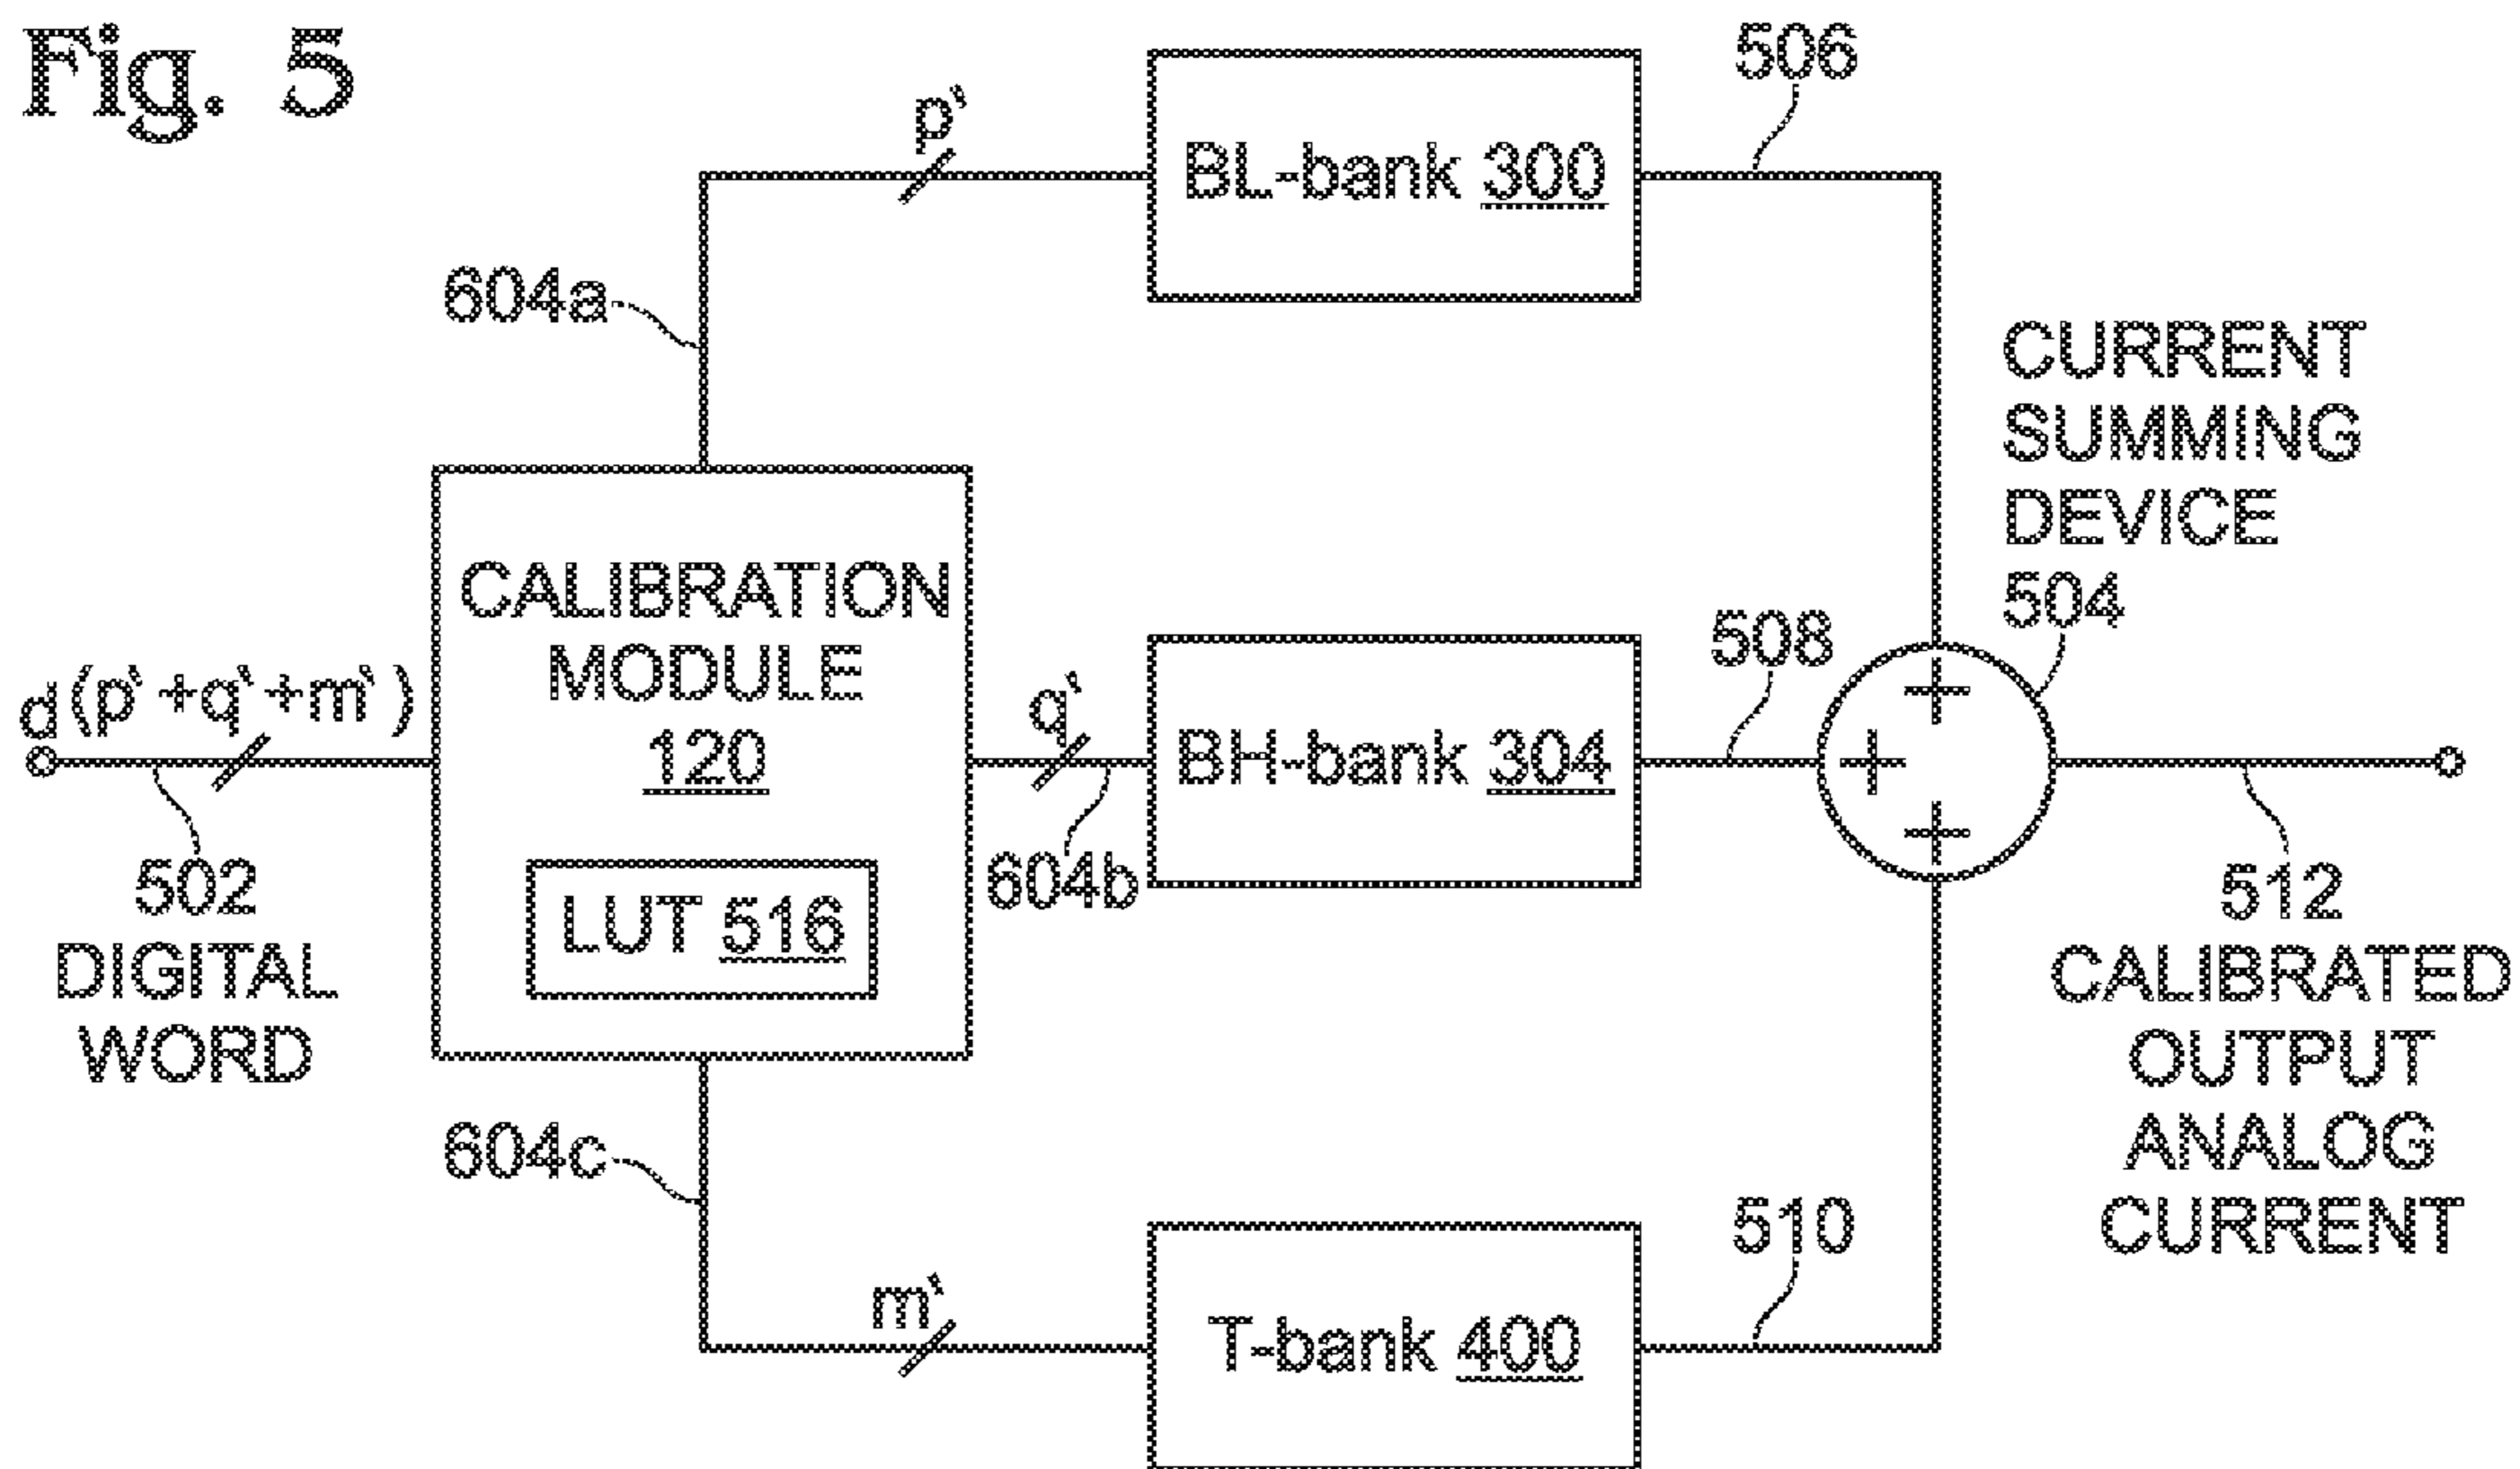 Fig. 5
506
p'
BL-bank 300
604a
CURRENT
SUMMING
DEVICE
504
CALIBRATION
MODULE
120
508
d (p'+q'+m')
q'
BH-bank 304
604b
502
DIGITAL
WORD
LUT 516
512
CALIBRATED
OUTPUT
ANALOG
CURRENT
604c
510
m'
T-bank 400